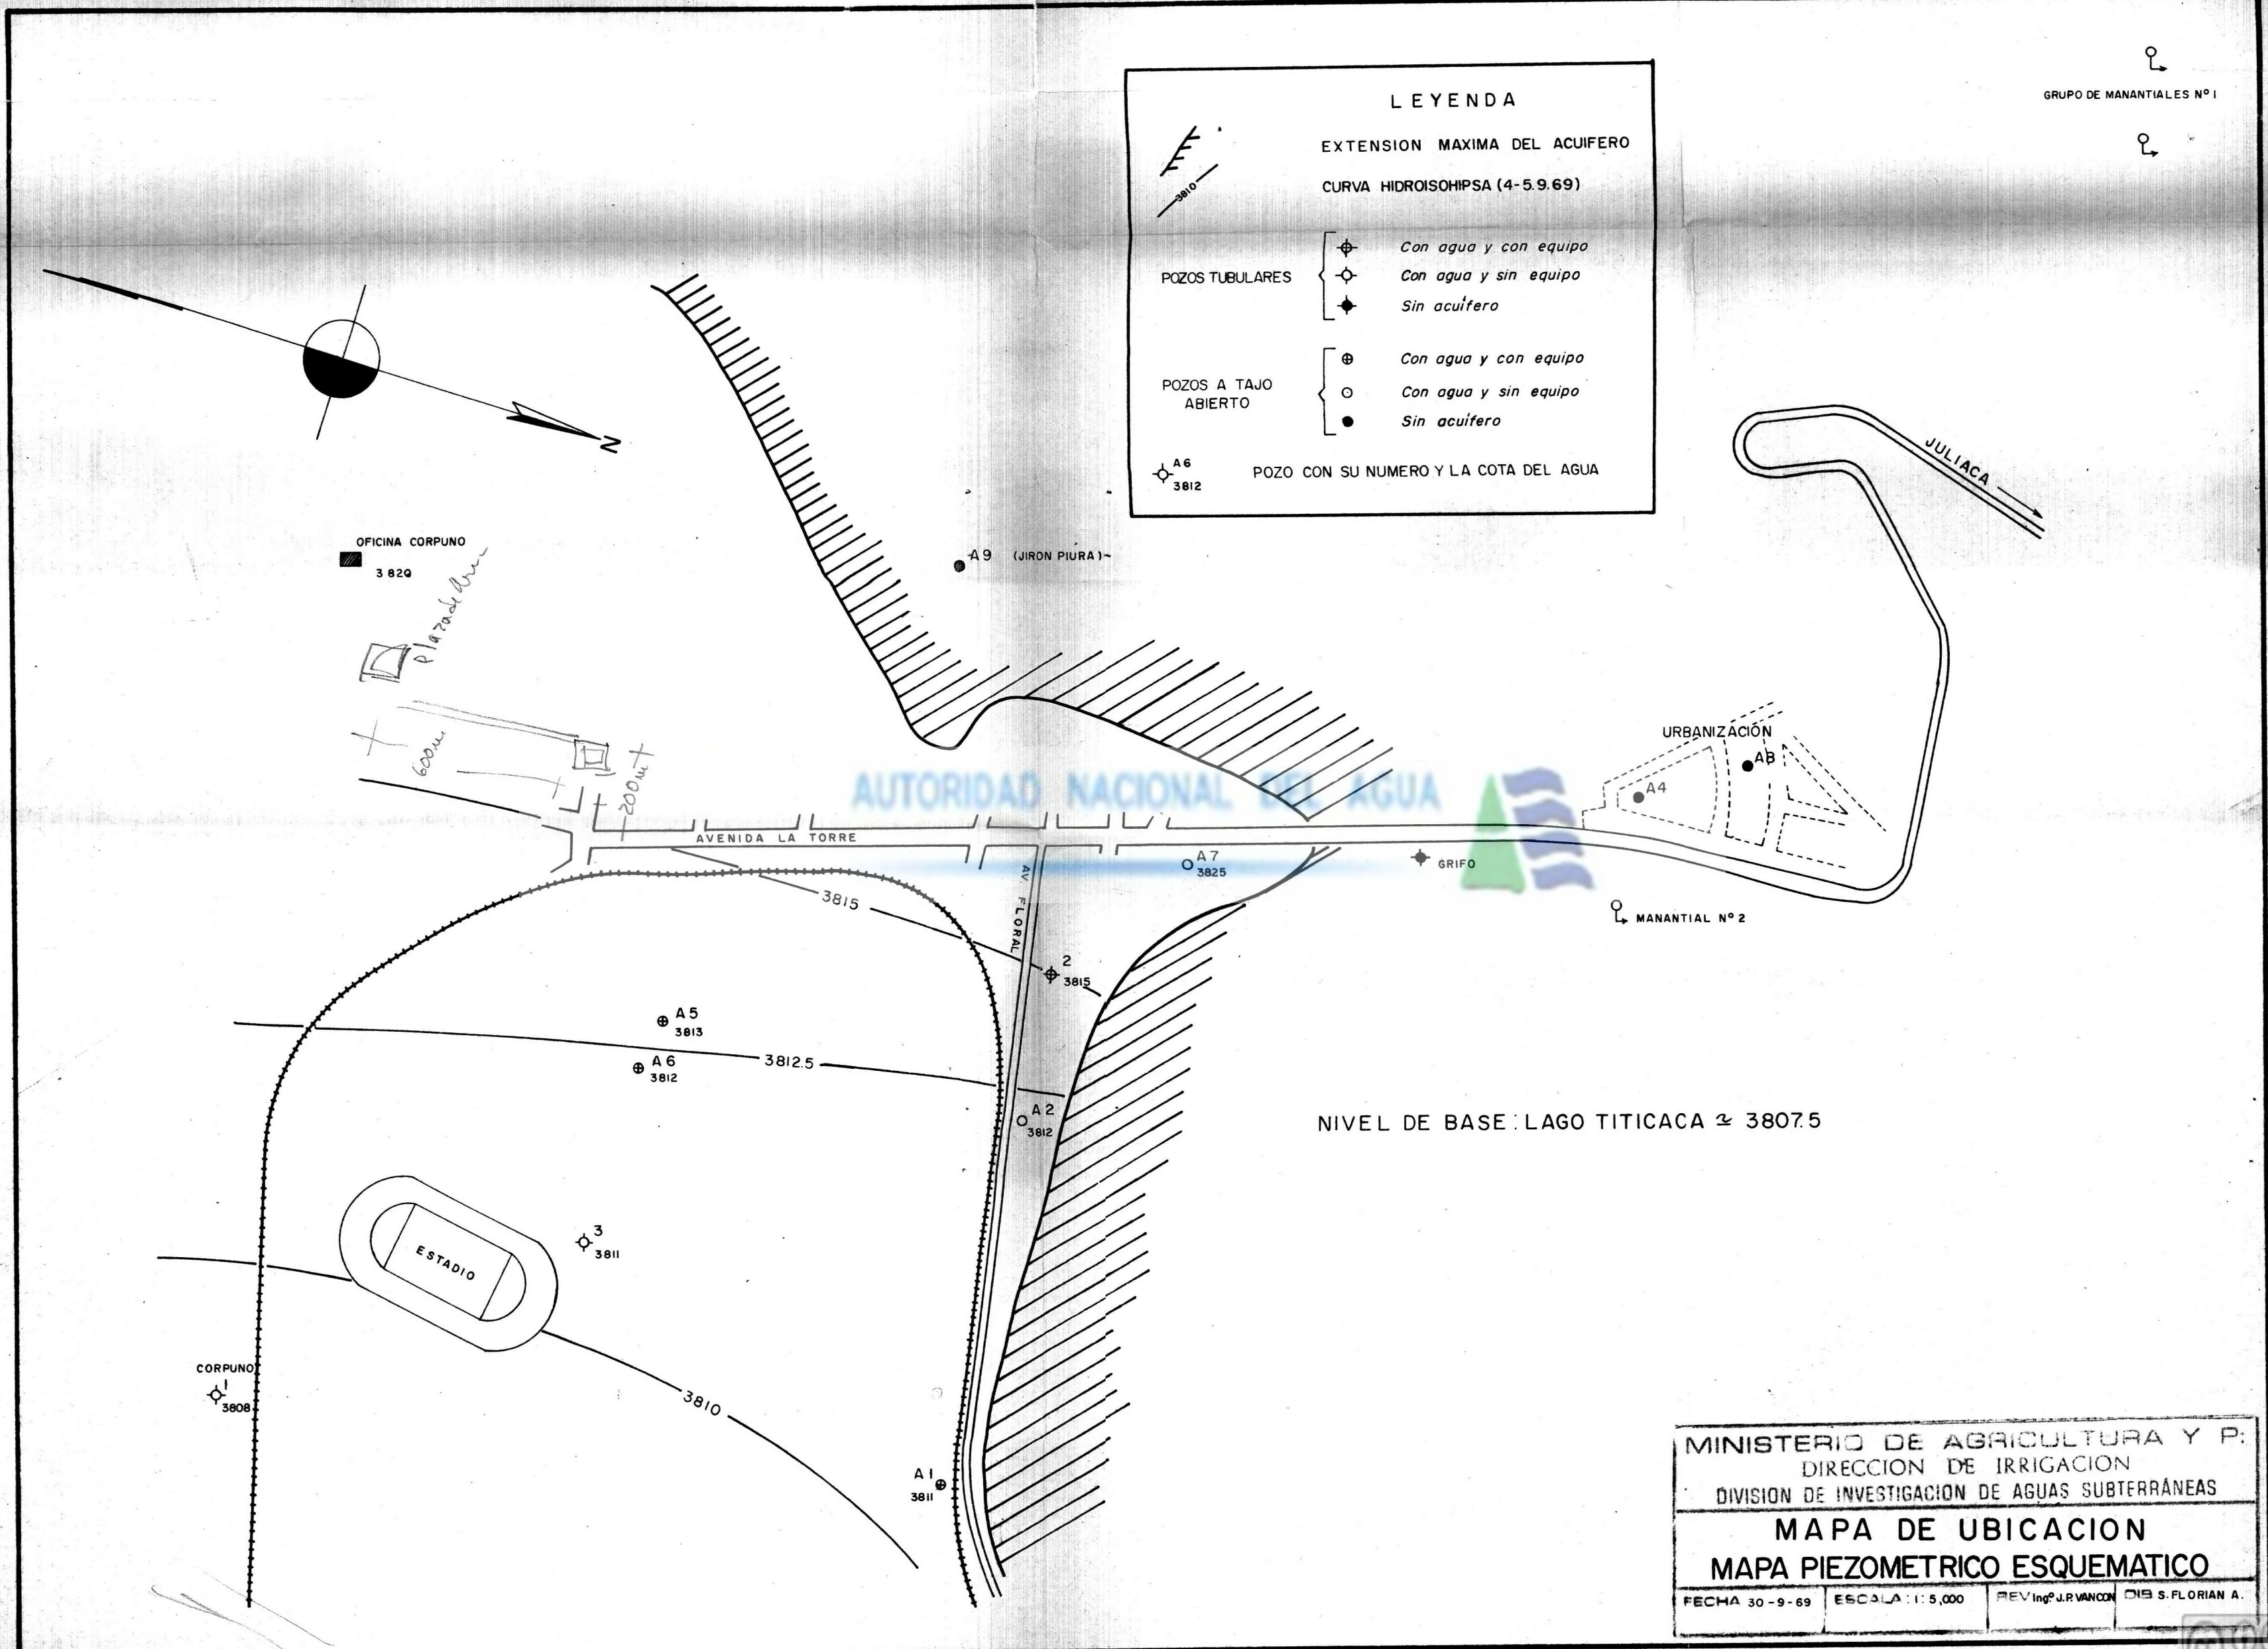 GRUPO DE MANANTIALES Nº 1
LEYENDA
EXTENSION MAXIMA DEL ACUIFERO
3810
CURVA HIDROISOHIPSA (4-5.9.69)
POZOS TUBULARES
Con agua y con equipo
Con agua y sin equipo
Sin acuífero
POZOS A TAJO
ABIERTO
Con agua y con equipo
Con agua y sin equipo
Sin acuífero
A6
3812
POZO CON SU NUMERO Y LA COTA DEL AGUA
N
JULIACA
OFICINA CORPUNO
3820
Plaza de
A9 (JIRON PIURA)
600m
200m
URBANIZACIÓN
A8
A4
AUTORIDAD NACIONAL DEL AGUA
AVENIDA LA TORRE
AV. FLORAL
A7
3825
GRIFO
MANANTIAL Nº 2
3815
2
3815
A5
3813
3812.5
A6
3812
A2
3812
NIVEL DE BASE: LAGO TITICACA ≃ 3807.5
3
3811
ESTADIO
CORPUNO
1
3808
3810
A1
3811
MINISTERIO DE AGRICULTURA Y P:
DIRECCION DE IRRIGACION
DIVISION DE INVESTIGACION DE AGUAS SUBTERRÁNEAS
MAPA DE UBICACION
MAPA PIEZOMETRICO ESQUEMATICO
FECHA 30-9-69
ESCALA: 1:5,000
REV Ingº J.P. VANCON
DIB S. FLORIAN A.